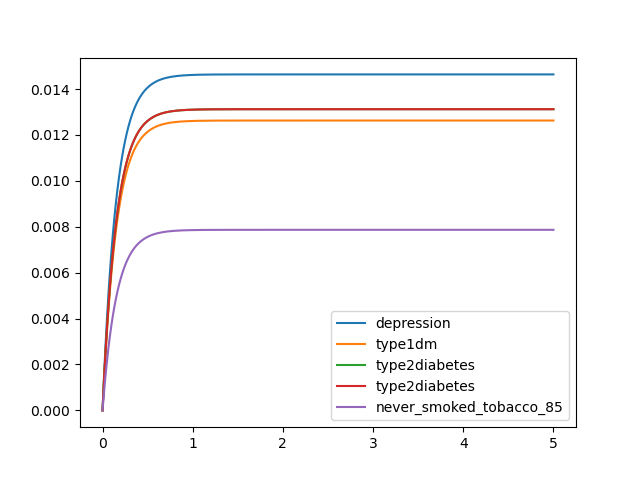 0.014
0.012
0.010
0.008
0.006
0.004
0.002
0.000
depression
type1dm
type2diabetes
type2diabetes
never_smoked_tobacco_85
0 1 2 3 4 5